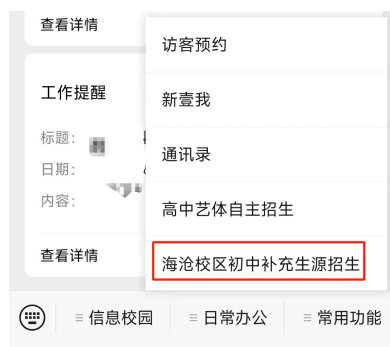 查看详情
访客预约
工作提醒
新壹我
标题：
通讯录
日期：
内容：
高中艺体自主招生
查看详情
海沧校区初中补充生源招生
信息校园
日常办公
常用功能